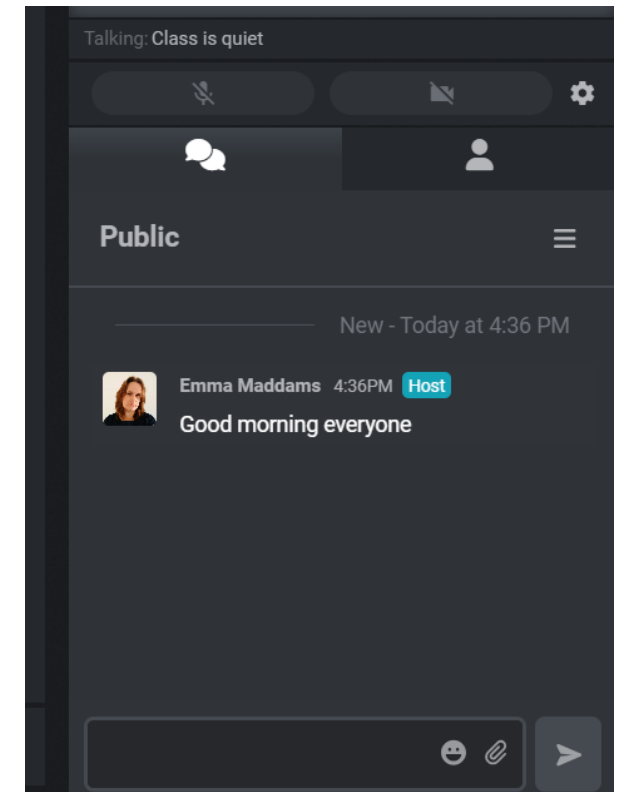 Talking: Class is quiet
Public
New - Today at 4:36 PM
Emma Maddams 4:36PM Host
Good morning everyone